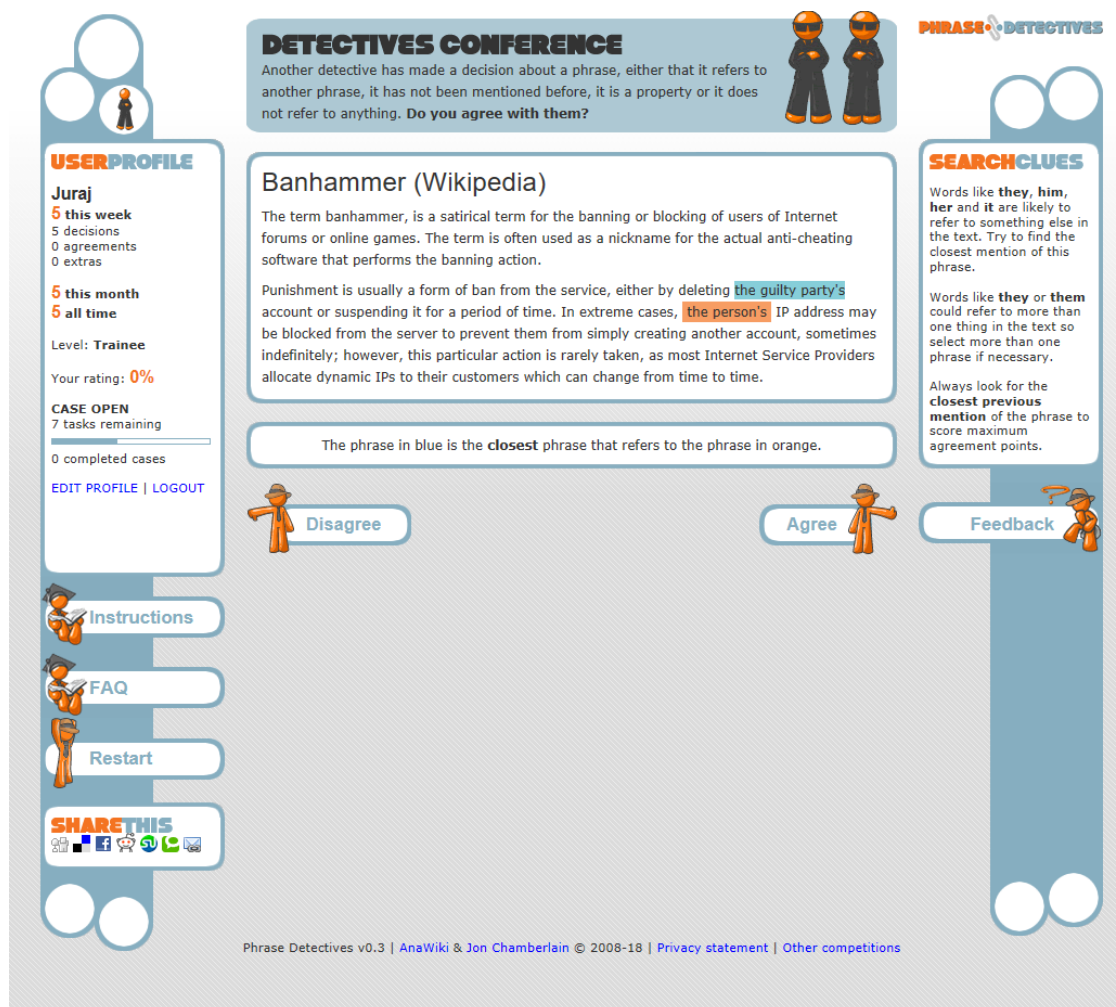 DETECTIVES CONFERENCE
Another detective has made a decision about a phrase, either that it refers to
another phrase, it has not been mentioned before, it is a property or it does
not refer to anything. Do you agree with them?
PHRASE DETECTIVES
USERPROFILE
Juraj
5 this week
5 decisions
0 agreements
0 extras
5 this month
5 all time
Level: Trainee
Your rating: 0%
CASE OPEN
7 tasks remaining
0 completed cases
EDIT PROFILE | LOGOUT
Instructions
FAQ
Restart
SHARETHIS
Banhammer (Wikipedia)
The term banhammer, is a satirical term for the banning or blocking of users of Internet
forums or online games. The term is often used as a nickname for the actual anti-cheating
software that performs the banning action.
Punishment is usually a form of ban from the service, either by deleting the guilty party's
account or suspending it for a period of time. In extreme cases, the person's IP address may
be blocked from the server to prevent them from simply creating another account, sometimes
indefinitely; however, this particular action is rarely taken, as most Internet Service Providers
allocate dynamic IPs to their customers which can change from time to time.
The phrase in blue is the closest phrase that refers to the phrase in orange.
Disagree
Agree
SEARCHCLUES
Words like they, him,
her and it are likely to
refer to something else in
the text. Try to find the
closest mention of this
phrase.
Words like they or them
could refer to more than
one thing in the text so
select more than one
phrase if necessary.
Always look for the
closest previous
mention of the phrase to
score maximum
agreement points.
Feedback
Phrase Detectives v0.3 | AnaWiki & Jon Chamberlain © 2008-18 | Privacy statement | Other competitions